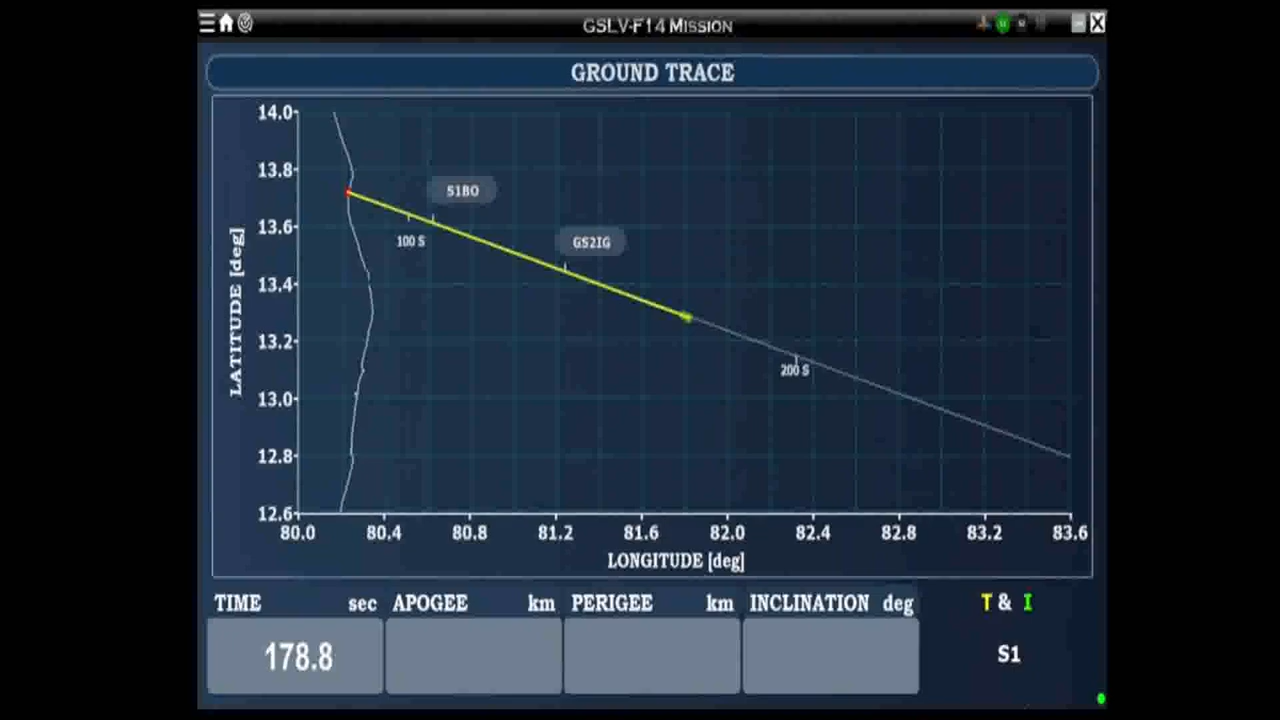 GSLV-F14 MISSION
GROUND TRACE
14.0
13.8
13.6
13.4
13.2
13.0
12.8
12.6
LATITUDE [deg]
S1BO
100 S
GS2IG
200 S
80.0 80.4 80.8 81.2 81.6 82.0 82.4 82.8 83.2 83.6
LONGITUDE [deg]
TIME sec APOGEE km PERIGEE km INCLINATION deg T & I
178.8 S1